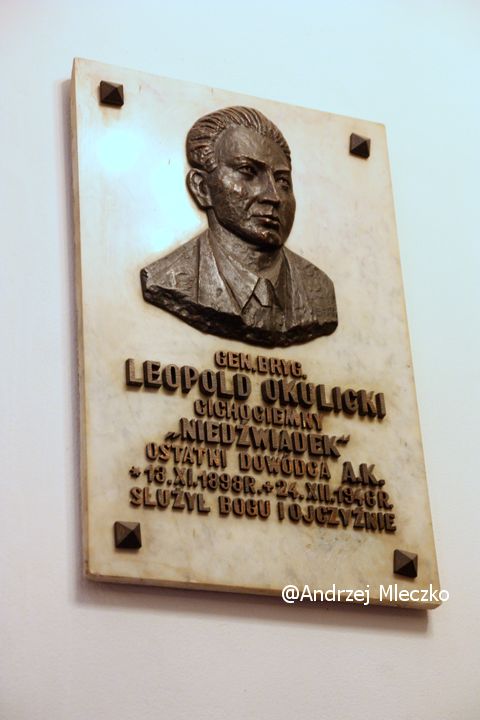 GEN.BRYG.
LEOPOLD OKULICKI
CICHOCIEMNY
„NIEDŹWIADEK“
OSTATNI DOWÓDCA A.K.
* 13.XI.1898R. + 24.XII.1946R.
SŁUŻYŁ BOGU I OJCZYŹNIE
@Andrzej Mleczko